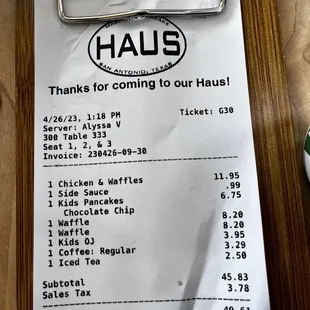 MAGNOLIA PANCAKE
HAUS
SAN ANTONIO, TEXAS
Thanks for coming to our Haus!
4/26/23, 1:18 PM Ticket: G30
Server: Alyssa V
300 Table 333
Seat 1, 2, & 3
Invoice: 230426-09-30
1 Chicken & Waffles 11.95
1 Side Sauce .99
1 Kids Pancakes 6.75
Chocolate Chip
1 Waffle 8.20
1 Waffle 8.20
1 Kids OJ 3.95
1 Coffee: Regular 3.29
1 Iced Tea 2.50
Subtotal 45.83
Sales Tax 3.78
49.61